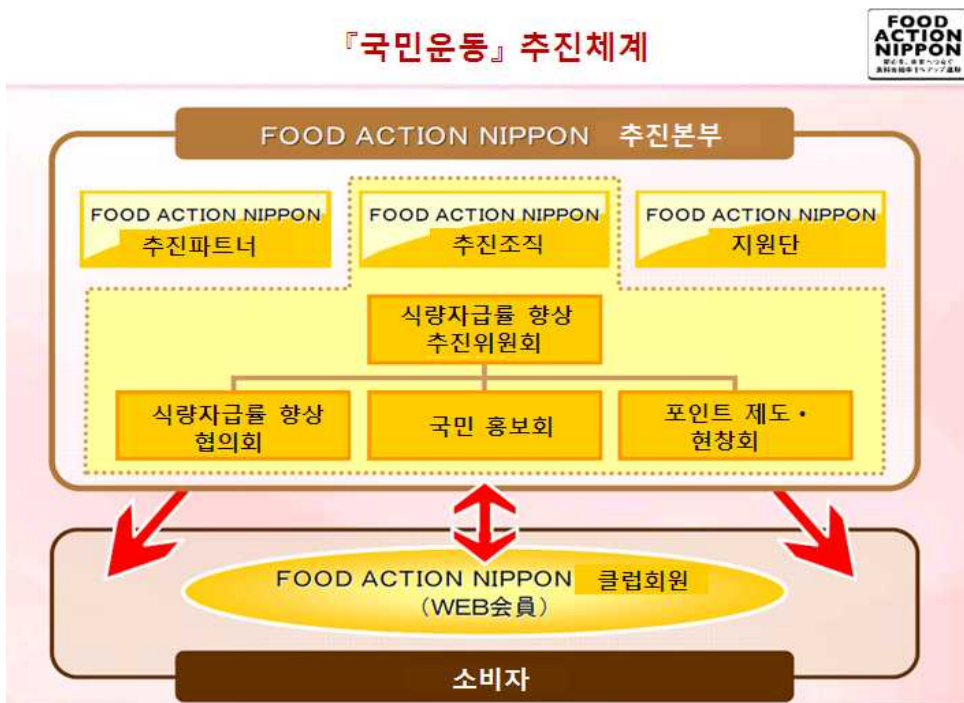 『국민운동』 추진체계
FOOD
ACTION
NIPPON
FOOD ACTION NIPPON 추진본부
FOOD ACTION NIPPON
추진파트너
FOOD ACTION NIPPON
추진조직
FOOD ACTION NIPPON
지원단
식량자급률 향상
추진위원회
식량자급률 향상
협의회
국민 홍보회
포인트 제도・
현창회
FOOD ACTION NIPPON 클럽회원
（WEB会員）
소비자